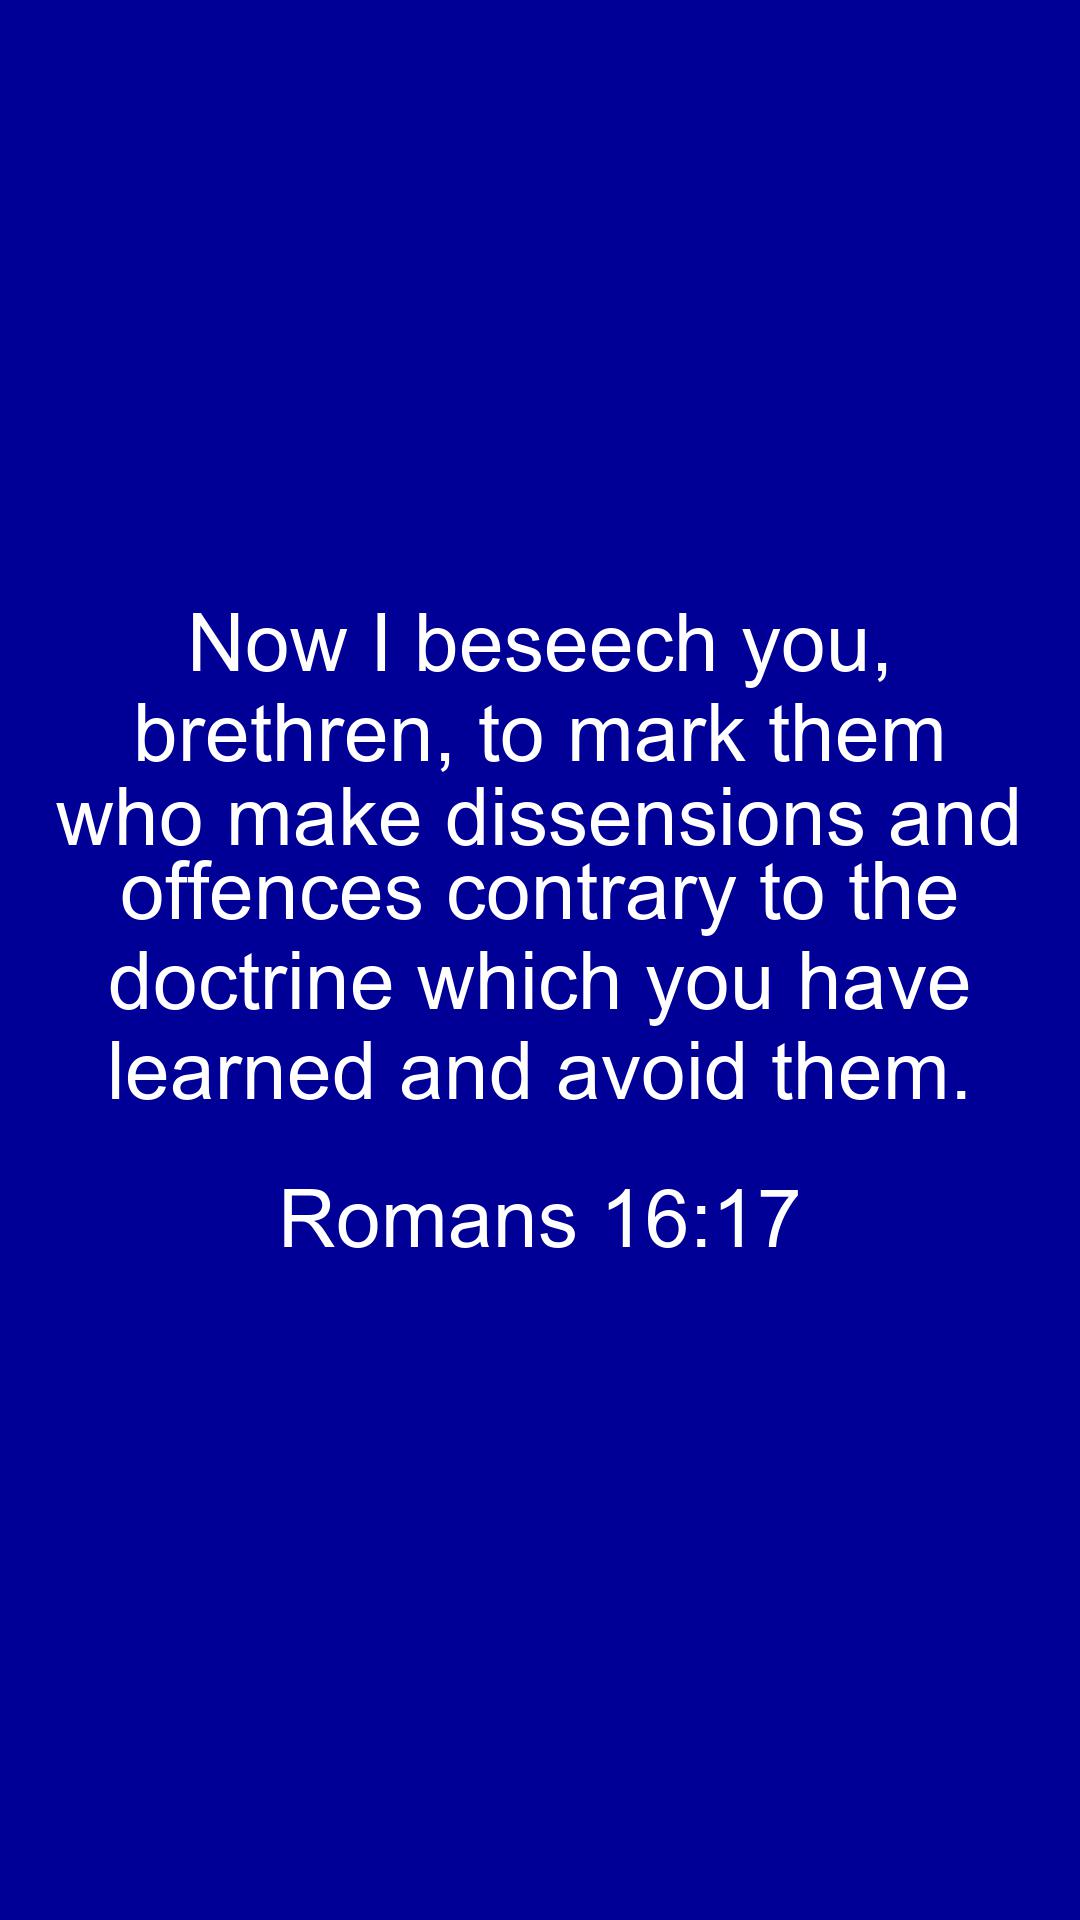 Now I beseech you,
brethren, to mark them
who make dissensions and
offences contrary to the
doctrine which you have
learned and avoid them.
Romans 16:17